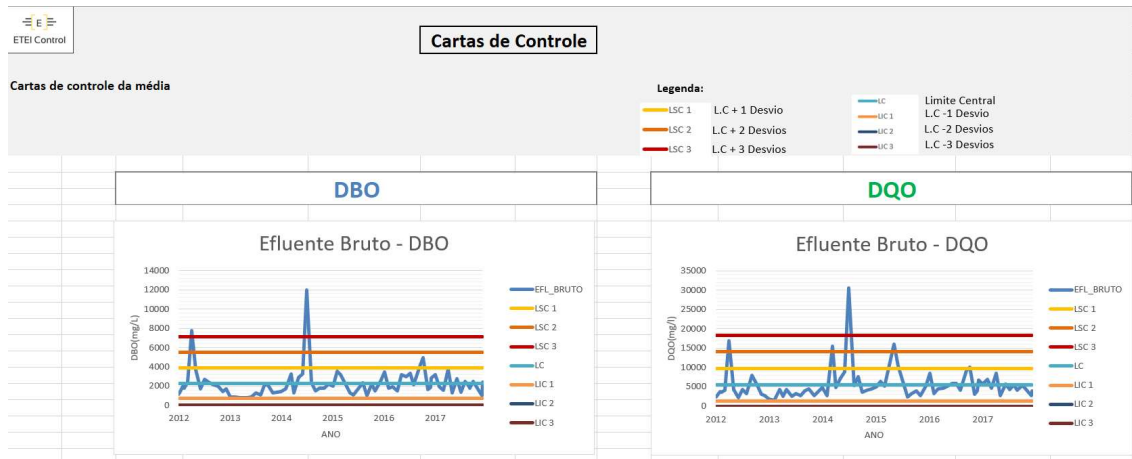 E
ETEI Control
Cartas de Controle
Cartas de controle da média
Legenda:
LSC 1 L.C + 1 Desvio
LSC 2 L.C + 2 Desvios
LSC 3 L.C + 3 Desvios
LC Limite Central
LIC 1 L.C -1 Desvio
LIC 2 L.C -2 Desvios
LIC 3 L.C -3 Desvios
DBO
Efluente Bruto - DBO
14000
12000
10000
8000
6000
4000
2000
0
DBO(mg/L)
2012 2013 2014 2015 2016 2017
ANO
EFL_BRUTO
LSC 1
LSC 2
LSC 3
LC
LIC 1
LIC 2
LIC 3
DQO
Efluente Bruto - DQO
35000
30000
25000
20000
15000
10000
5000
0
DQO(mg/l)
2012 2013 2014 2015 2016 2017
ANO
EFL_BRUTO
LSC 1
LSC 2
LSC 3
LC
LIC 1
LIC 2
LIC 3